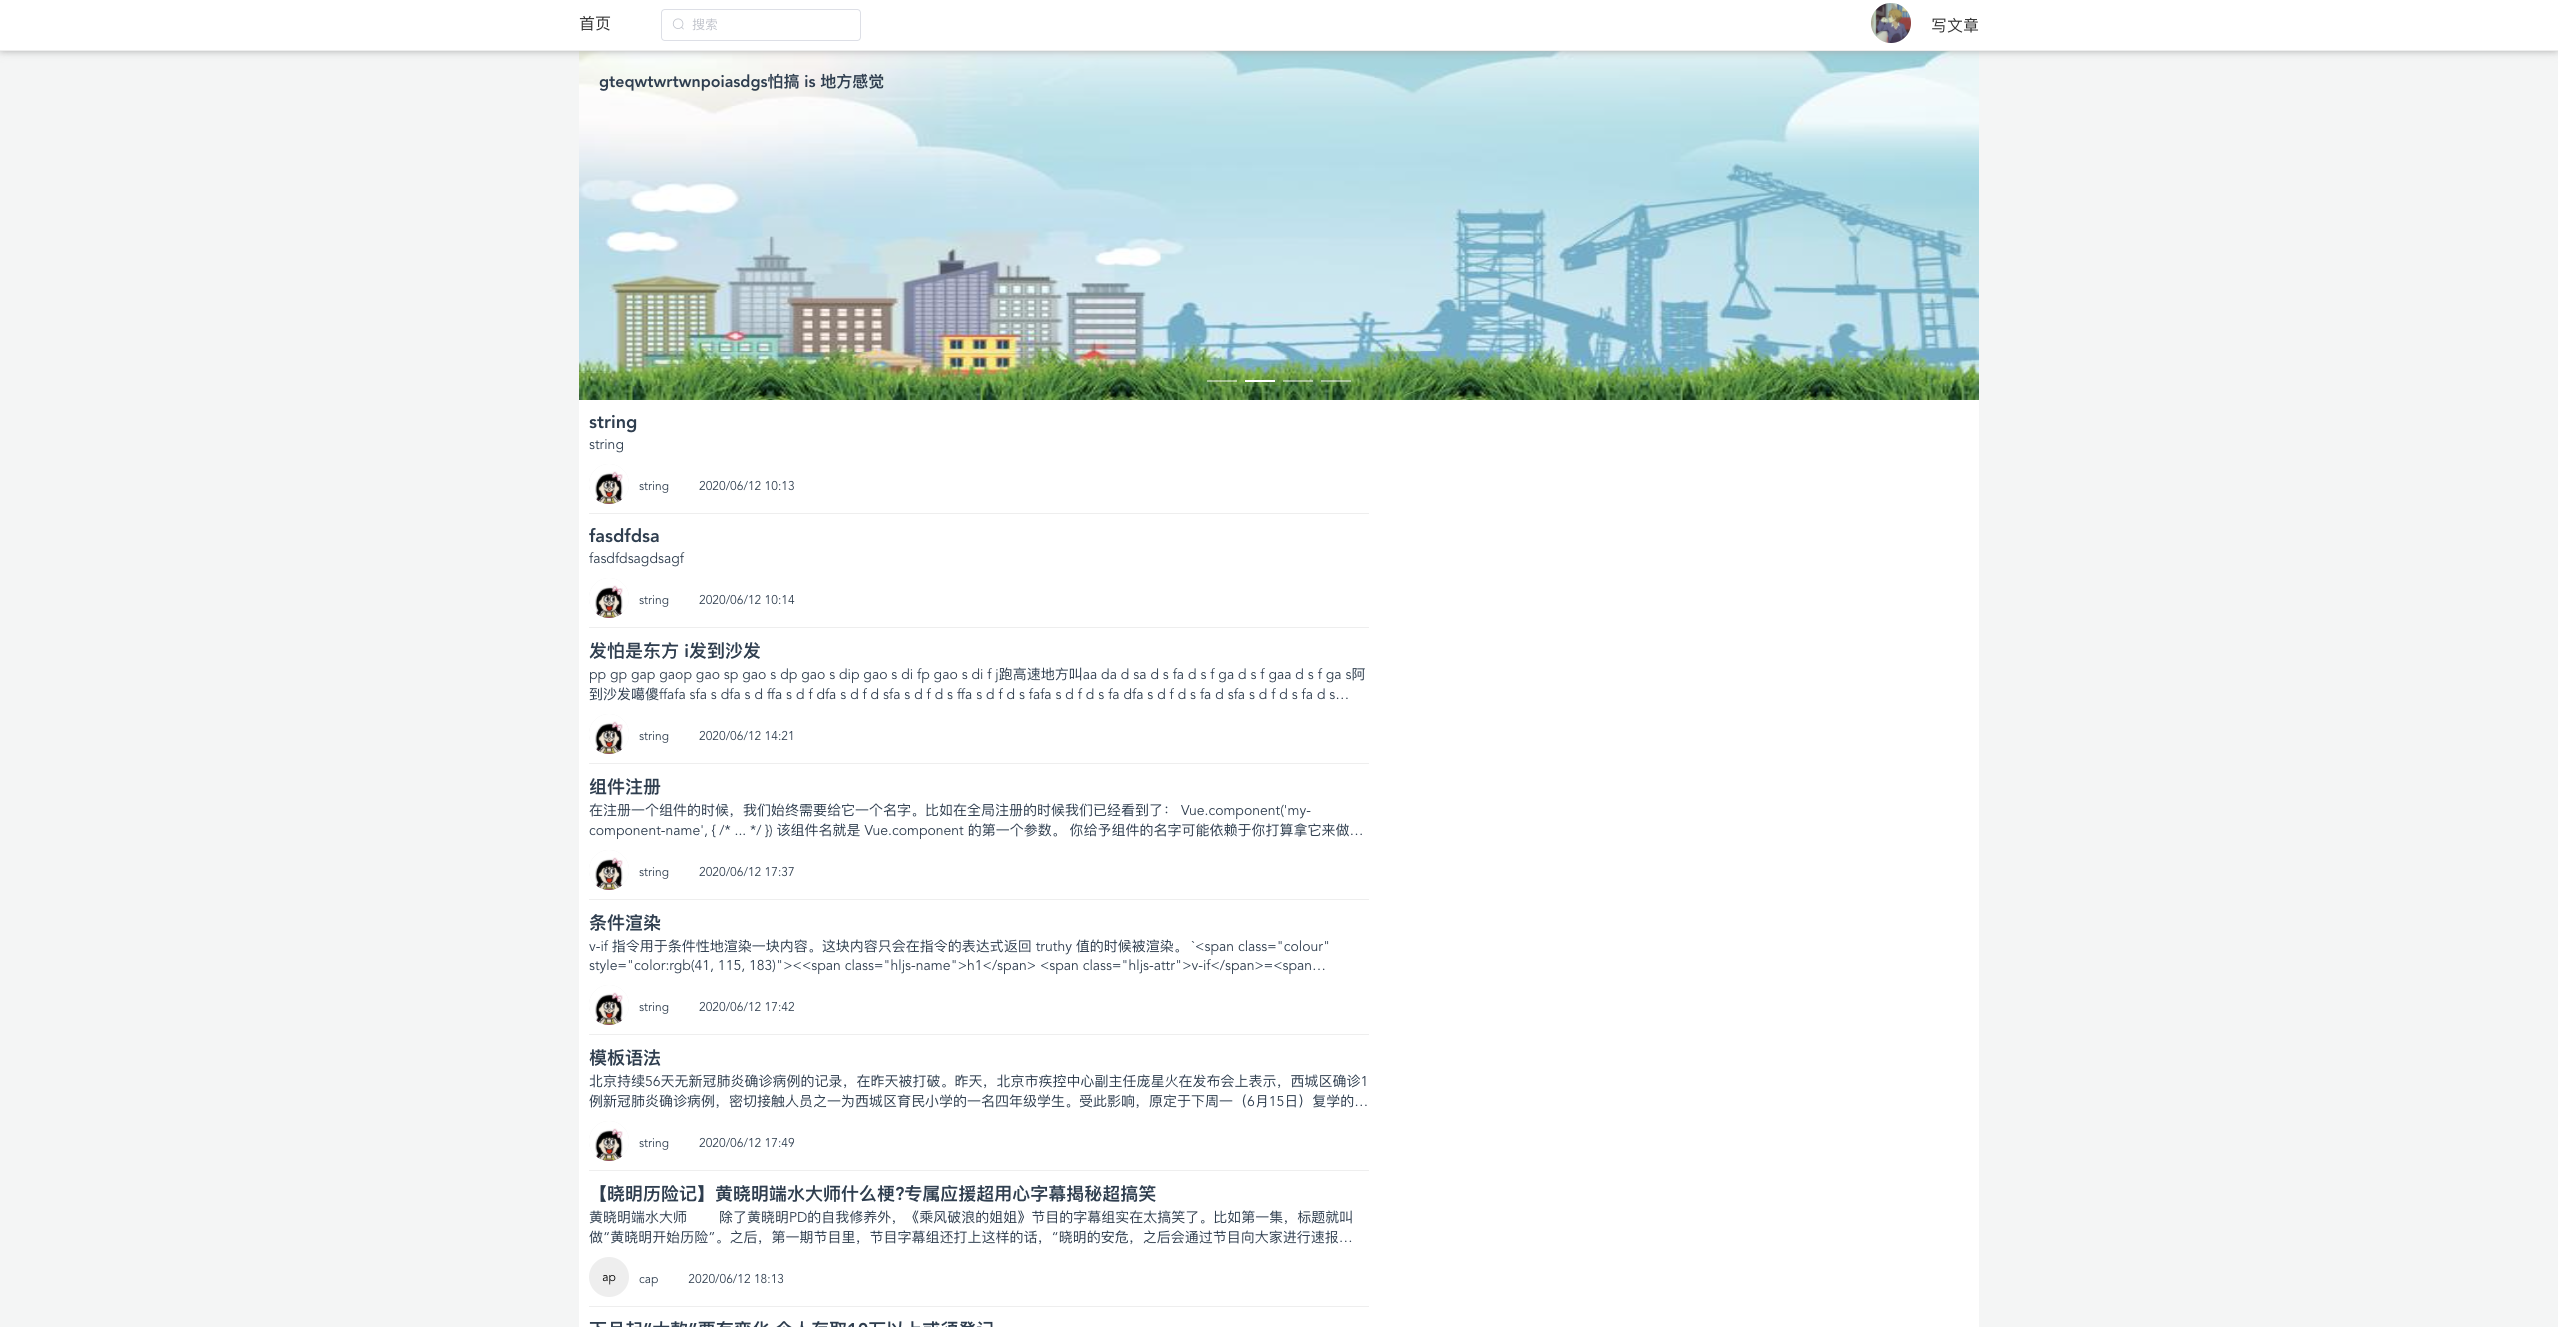 首页
搜索
写文章
gteqwtwrtwnpoiasdgs怕搞 is 地方感觉
string
string
string 2020/06/12 10:13
fasdfdsa
fasdfdsagdsagf
string 2020/06/12 10:14
发怕是东方 i发到沙发
pp gp gap gaop gao sp gao s dp gao s dip gao s di fp gao s di f j跑高速地方叫aa da d sa d s fa d s f ga d s f gaa d s f ga s阿
到沙发噶傻ffafa sfa s dfa s d ffa s d f dfa s d f d sfa s d f d s ffa s d f d s fafa s d f d s fa dfa s d f d s fa d sfa s d f d s fa d s…
string 2020/06/12 14:21
组件注册
在注册一个组件的时候，我们始终需要给它一个名字。比如在全局注册的时候我们已经看到了： Vue.component('my-
component-name', { /* ... */ }) 该组件名就是 Vue.component 的第一个参数。 你给予组件的名字可能依赖于你打算拿它来做…
string 2020/06/12 17:37
条件渲染
v-if 指令用于条件性地渲染一块内容。这块内容只会在指令的表达式返回 truthy 值的时候被渲染。 `<span class="colour"
style="color:rgb(41, 115, 183)"><<span class="hljs-name">h1</span> <span class="hljs-attr">v-if</span>=<span…
string 2020/06/12 17:42
模板语法
北京持续56天无新冠肺炎确诊病例的记录，在昨天被打破。昨天，北京市疾控中心副主任庞星火在发布会上表示，西城区确诊1
例新冠肺炎确诊病例，密切接触人员之一为西城区育民小学的一名四年级学生。受此影响，原定于下周一（6月15日）复学的…
string 2020/06/12 17:49
【晓明历险记】黄晓明端水大师什么梗?专属应援超用心字幕揭秘超搞笑
黄晓明端水大师 除了黄晓明PD的自我修养外，《乘风破浪的姐姐》节目的字幕组实在太搞笑了。比如第一集，标题就叫
做“黄晓明开始历险”。之后，第一期节目里，节目字幕组还打上这样的话，“晓明的安危，之后会通过节目向大家进行速报…
ap cap 2020/06/12 18:13